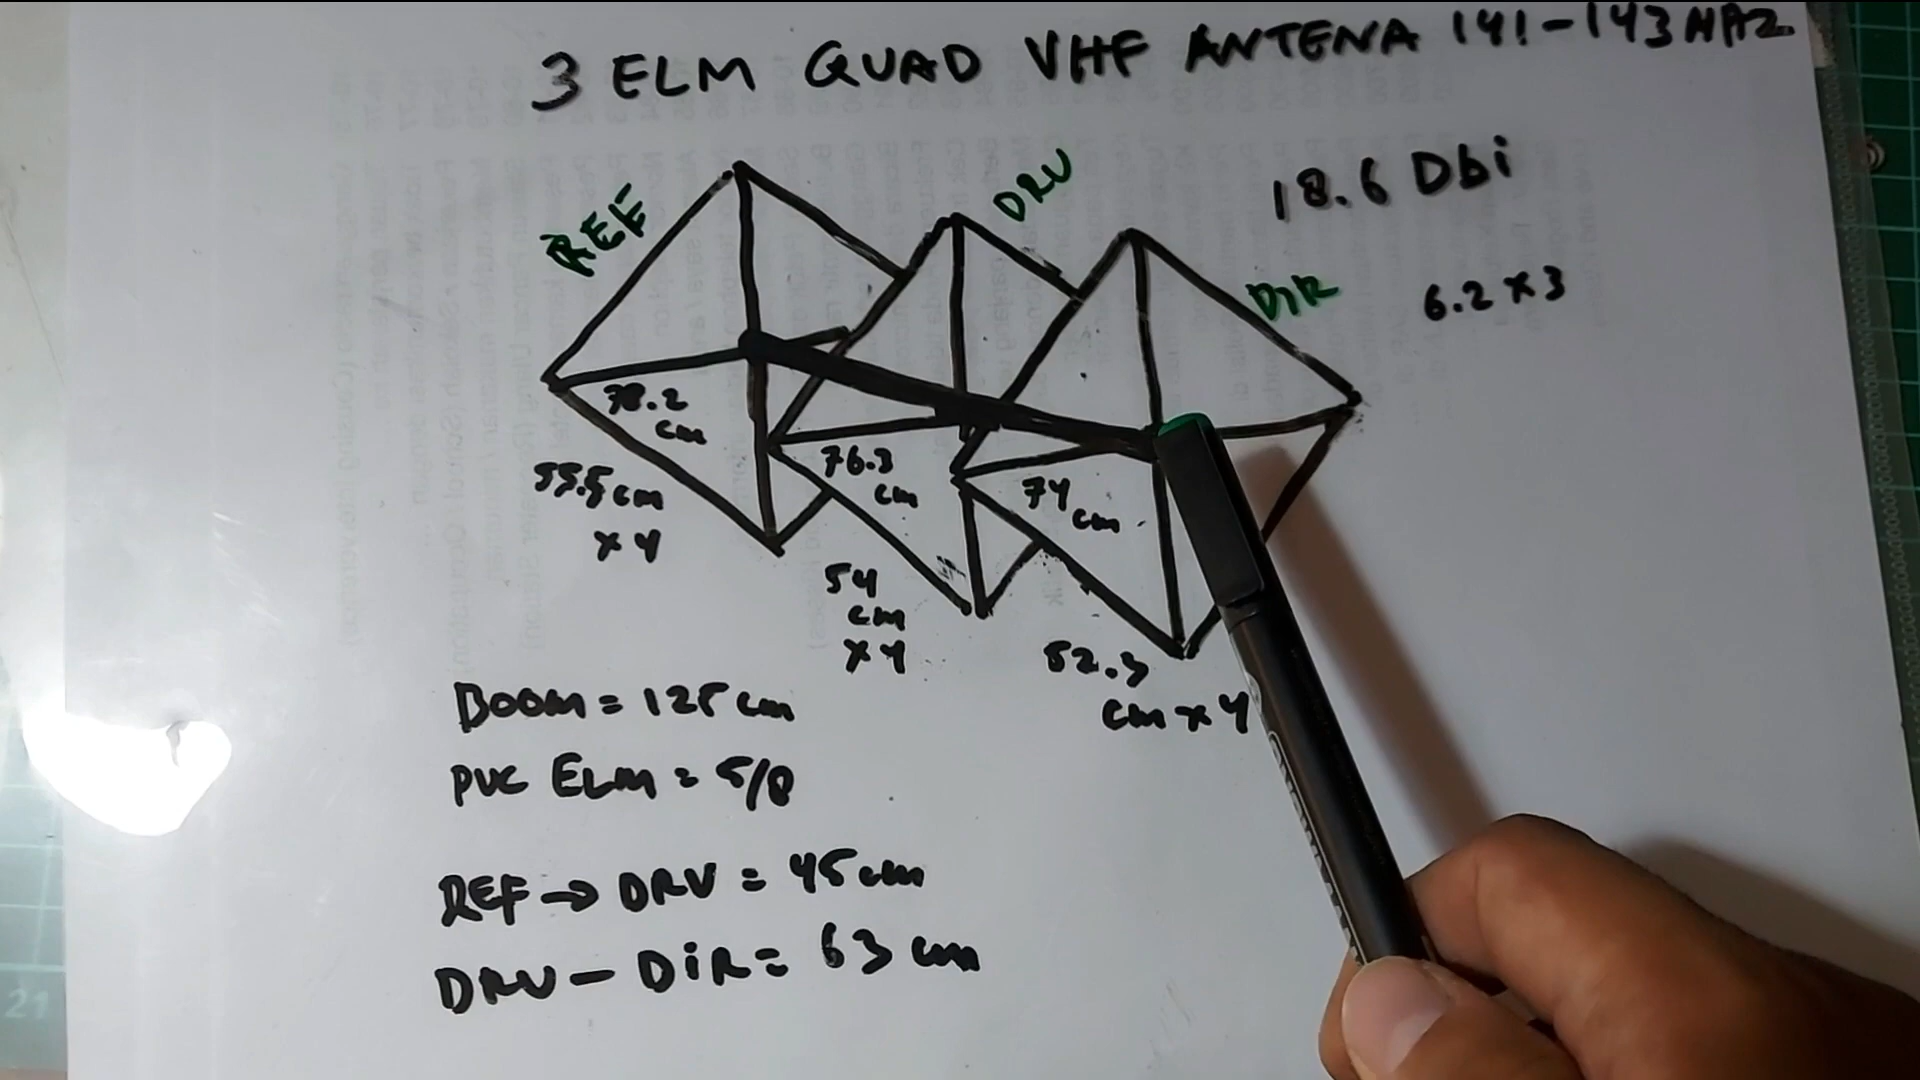 3 ELM QUAD VHF ANTENA 141-143 MHZ
18.6 Dbi
6.2 x 3
REF
DRV
DIR
78.2
cm
55.5 cm
x 4
76.3
cm
54
cm
x 4
74
cm
52.3
cm x 4
BOOM = 125 cm
PVC ELM = 5/8
REF → DRV = 45 cm
DRV - DiR = 63 cm
21